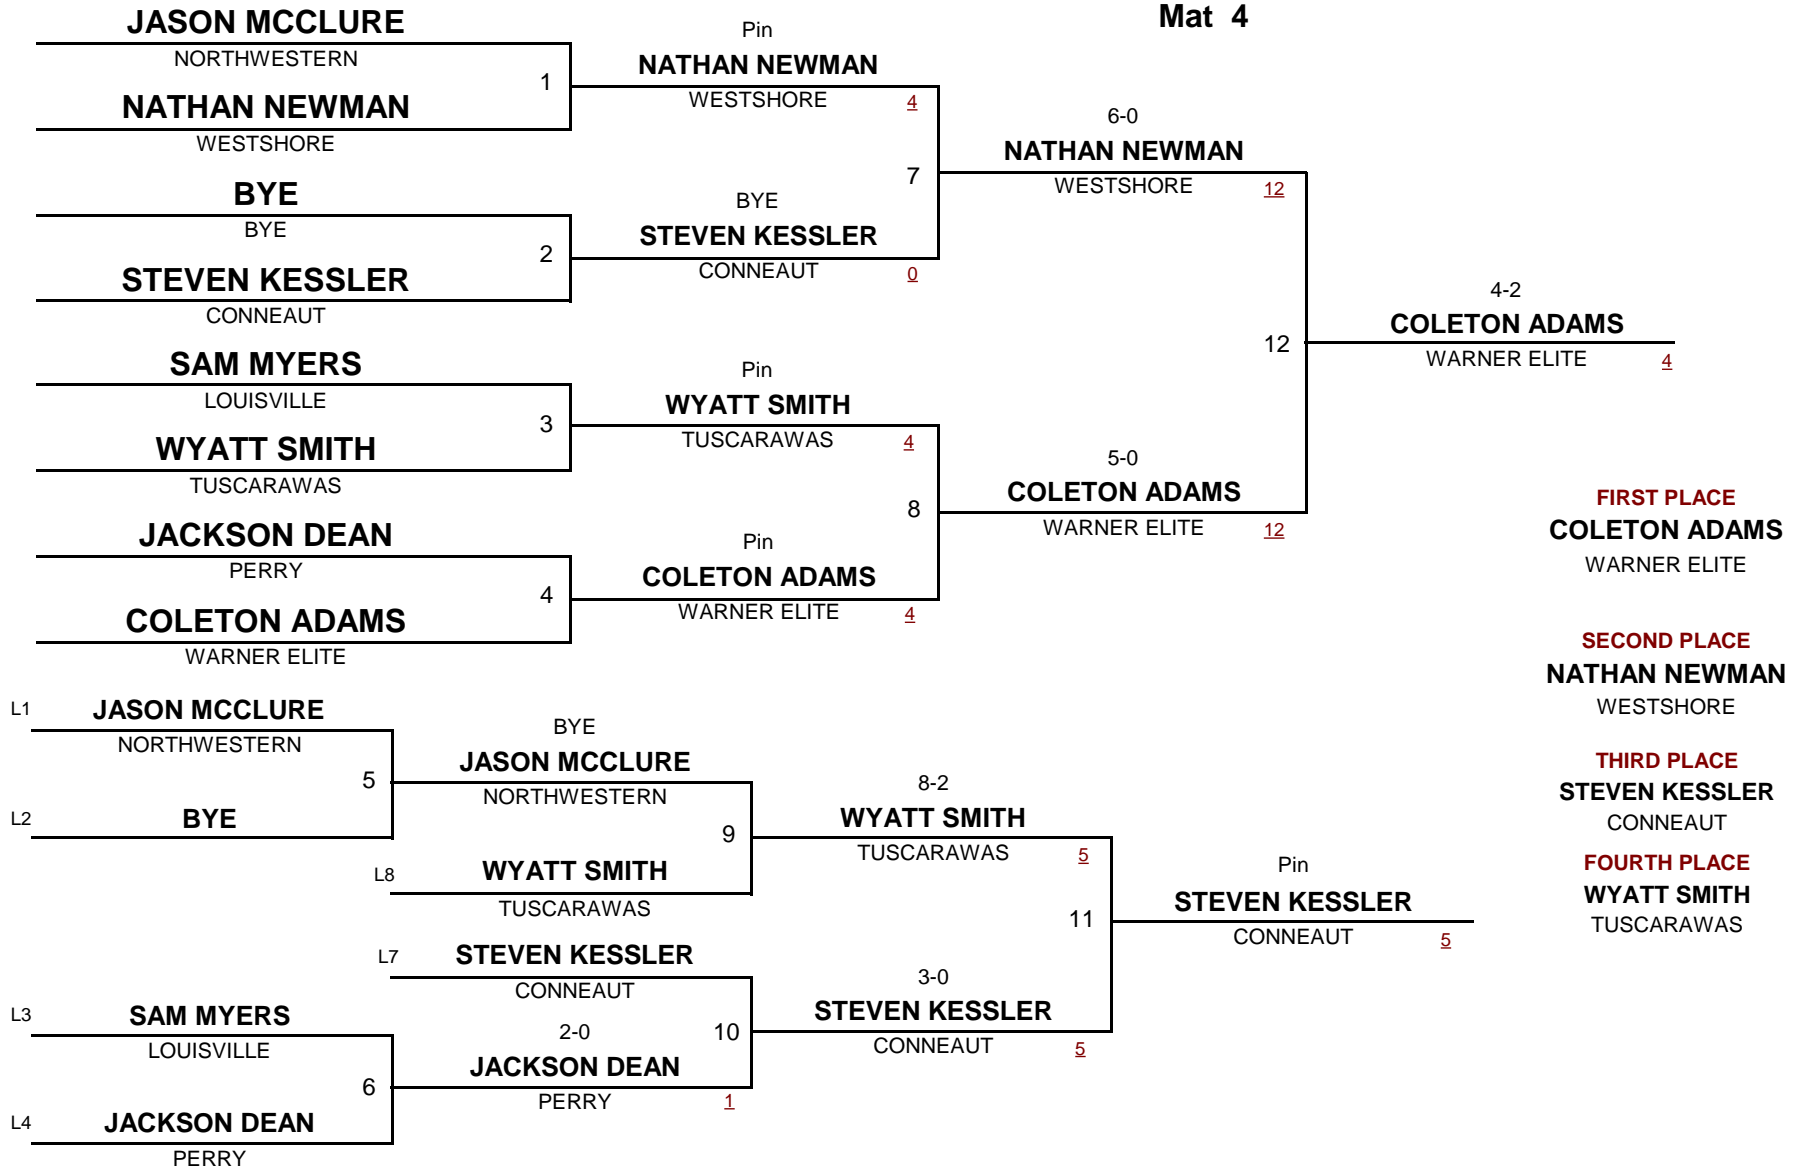 Mat 4
JASON MCCLURE
NORTHWESTERN
1
NATHAN NEWMAN
WESTSHORE
BYE
BYE
2
STEVEN KESSLER
CONNEAUT
SAM MYERS
LOUISVILLE
3
WYATT SMITH
TUSCARAWAS
JACKSON DEAN
PERRY
4
COLETON ADAMS
WARNER ELITE
Pin
NATHAN NEWMAN
WESTSHORE 4
7
BYE
STEVEN KESSLER
CONNEAUT 0
Pin
WYATT SMITH
TUSCARAWAS 4
8
Pin
COLETON ADAMS
WARNER ELITE 4
6-0
NATHAN NEWMAN
WESTSHORE 12
12
5-0
COLETON ADAMS
WARNER ELITE 12
4-2
COLETON ADAMS
WARNER ELITE 4
FIRST PLACE
COLETON ADAMS
WARNER ELITE
SECOND PLACE
NATHAN NEWMAN
WESTSHORE
THIRD PLACE
STEVEN KESSLER
CONNEAUT
FOURTH PLACE
WYATT SMITH
TUSCARAWAS
L1 JASON MCCLURE
NORTHWESTERN
5
L2 BYE
BYE
JASON MCCLURE
NORTHWESTERN
9
L8 WYATT SMITH
TUSCARAWAS
L7 STEVEN KESSLER
CONNEAUT
10
2-0
JACKSON DEAN
PERRY 1
L3 SAM MYERS
LOUISVILLE
6
L4 JACKSON DEAN
PERRY
8-2
WYATT SMITH
TUSCARAWAS 5
11
3-0
STEVEN KESSLER
CONNEAUT 5
Pin
STEVEN KESSLER
CONNEAUT 5